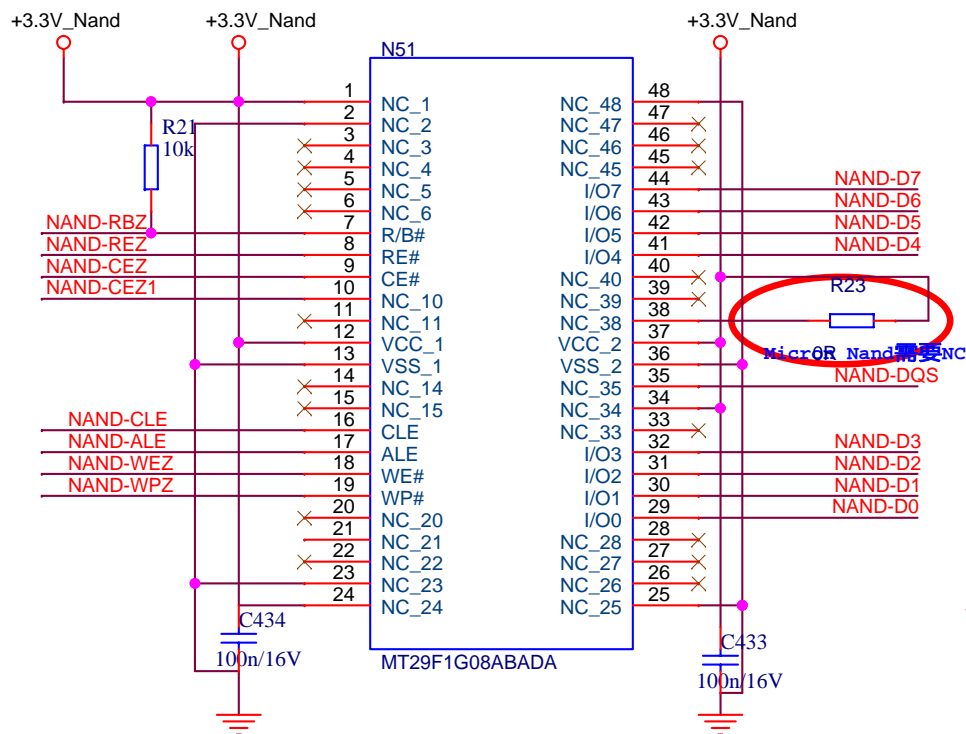 +3.3V_Nand
+3.3V_Nand
+3.3V_Nand
N51
R21
10k
1 NC_1
2 NC_2
3 NC_3
4 NC_4
5 NC_5
6 NC_6
NAND-RBZ 7 R/B#
NAND-REZ 8 RE#
NAND-CEZ 9 CE#
NAND-CEZ1 10 NC_10
11 NC_11
12 VCC_1
13 VSS_1
14 NC_14
15 NC_15
NAND-CLE 16 CLE
NAND-ALE 17 ALE
NAND-WEZ 18 WE#
NAND-WPZ 19 WP#
20 NC_20
21 NC_21
22 NC_22
23 NC_23
24 NC_24
NC_48 48
NC_47 47
NC_46 46
NC_45 45
I/O7 44 NAND-D7
I/O6 43 NAND-D6
I/O5 42 NAND-D5
I/O4 41 NAND-D4
NC_40 40
NC_39 39
NC_38 38
R23
0R
Micron Nand需要NC
VCC_2 37
VSS_2 36
NC_35 35 NAND-DQS
NC_34 34
NC_33 33
I/O3 32 NAND-D3
I/O2 31 NAND-D2
I/O1 30 NAND-D1
I/O0 29 NAND-D0
NC_28 28
NC_27 27
NC_26 26
NC_25 25
C434
100n/16V
MT29F1G08ABADA
C433
100n/16V